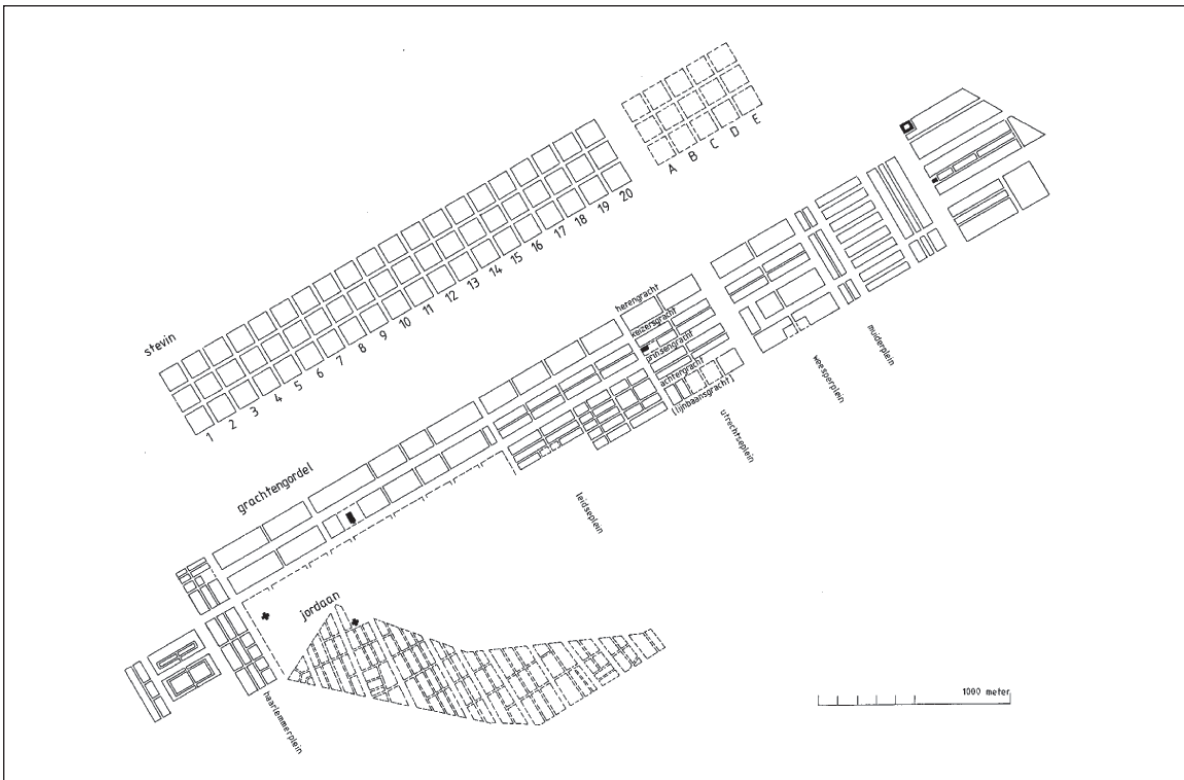 A
B
C
D
E
stevin
1
2
3
4
5
6
7
8
9
10
11
12
13
14
15
16
17
18
19
20
grachtengordel
herengracht
keizersgracht
prinsengracht
achtergracht
(lijnbaansgracht)
muiderplein
weesperplein
utrechtseplein
leidseplein
jordaan
haarlemmerplein
1000 meter